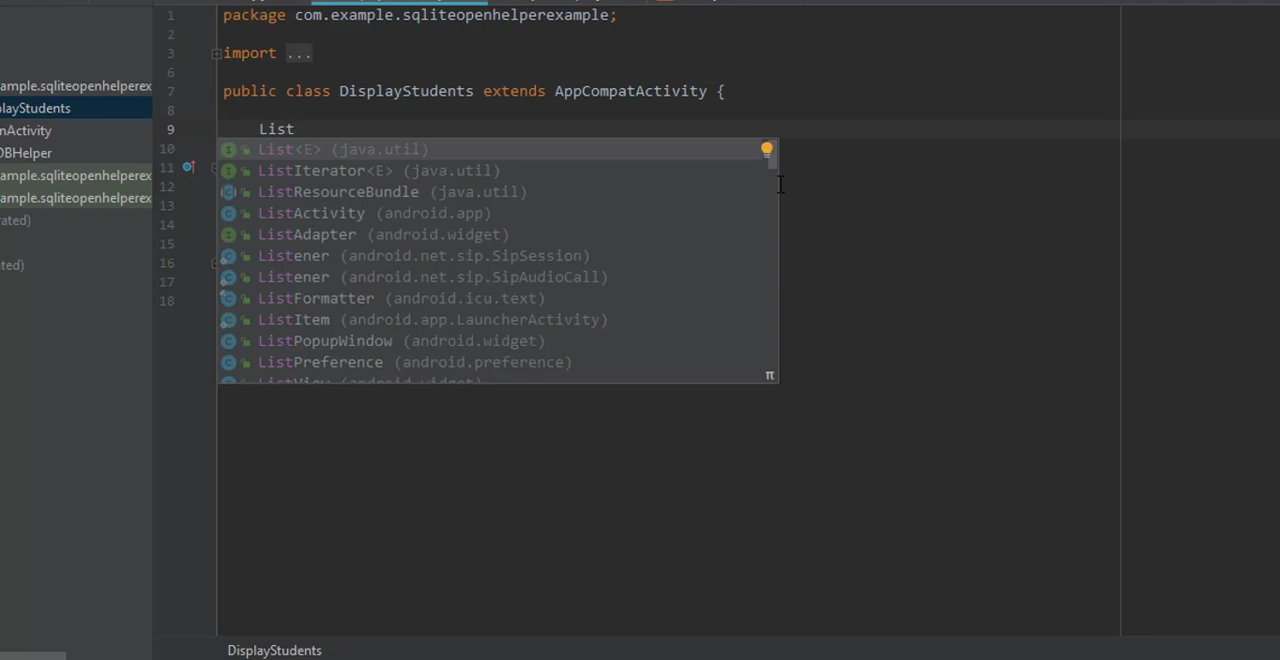 1 package com.example.sqliteopenhelperexample;
2
3 import ...
6
ample.sqliteopenhelperex
7 public class DisplayStudents extends AppCompatActivity {
playStudents
8
nActivity
9 List
DBHelper
10 List<E> (java.util)
11 ListIterator<E> (java.util)
ample.sqliteopenhelperex
12 ListResourceBundle (java.util)
ample.sqliteopenhelperex
13 ListActivity (android.app)
rated)
14 ListAdapter (android.widget)
15 Listener (android.net.sip.SipSession)
ted)
16 Listener (android.net.sip.SipAudioCall)
17 ListFormatter (android.icu.text)
18 ListItem (android.app.LauncherActivity)
ListPopupWindow (android.widget)
ListPreference (android.preference)
ListView (android.widget)
π
DisplayStudents